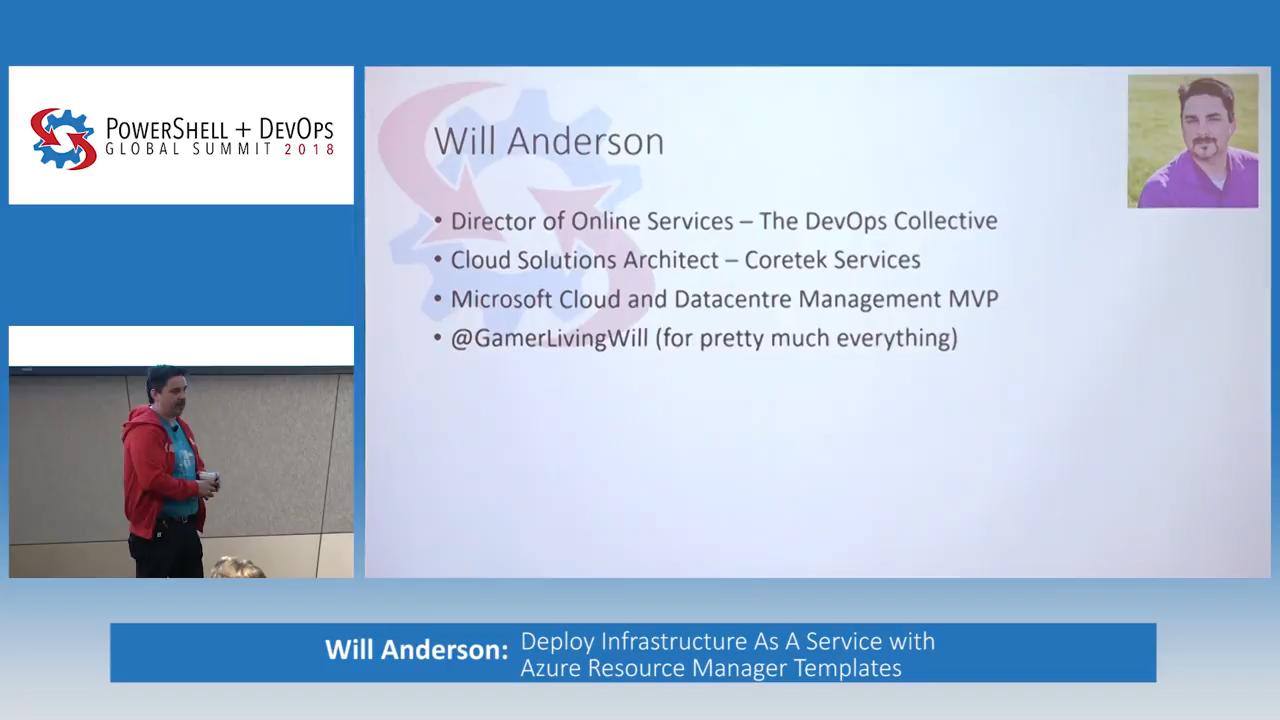 POWERSHELL + DEVOPS
GLOBAL SUMMIT 2018
Will Anderson
• Director of Online Services – The DevOps Collective
• Cloud Solutions Architect – Coretek Services
• Microsoft Cloud and Datacentre Management MVP
• @GamerLivingWill (for pretty much everything)
Will Anderson: Deploy Infrastructure As A Service with
Azure Resource Manager Templates